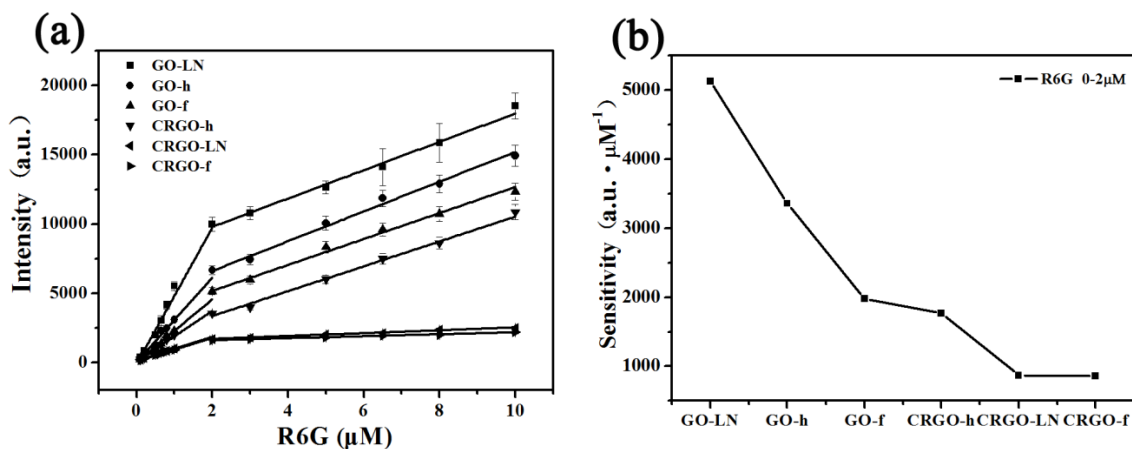 (a)
GO-LN
GO-h
GO-f
CRGO-h
CRGO-LN
CRGO-f
Intensity (a.u.)
20000
15000
10000
5000
0
0 2 4 6 8 10
R6G (μM)
(b)
R6G 0-2μM
Sensitivity (a.u.·μM⁻¹)
5000
4000
3000
2000
1000
GO-LN GO-h GO-f CRGO-h CRGO-LN CRGO-f